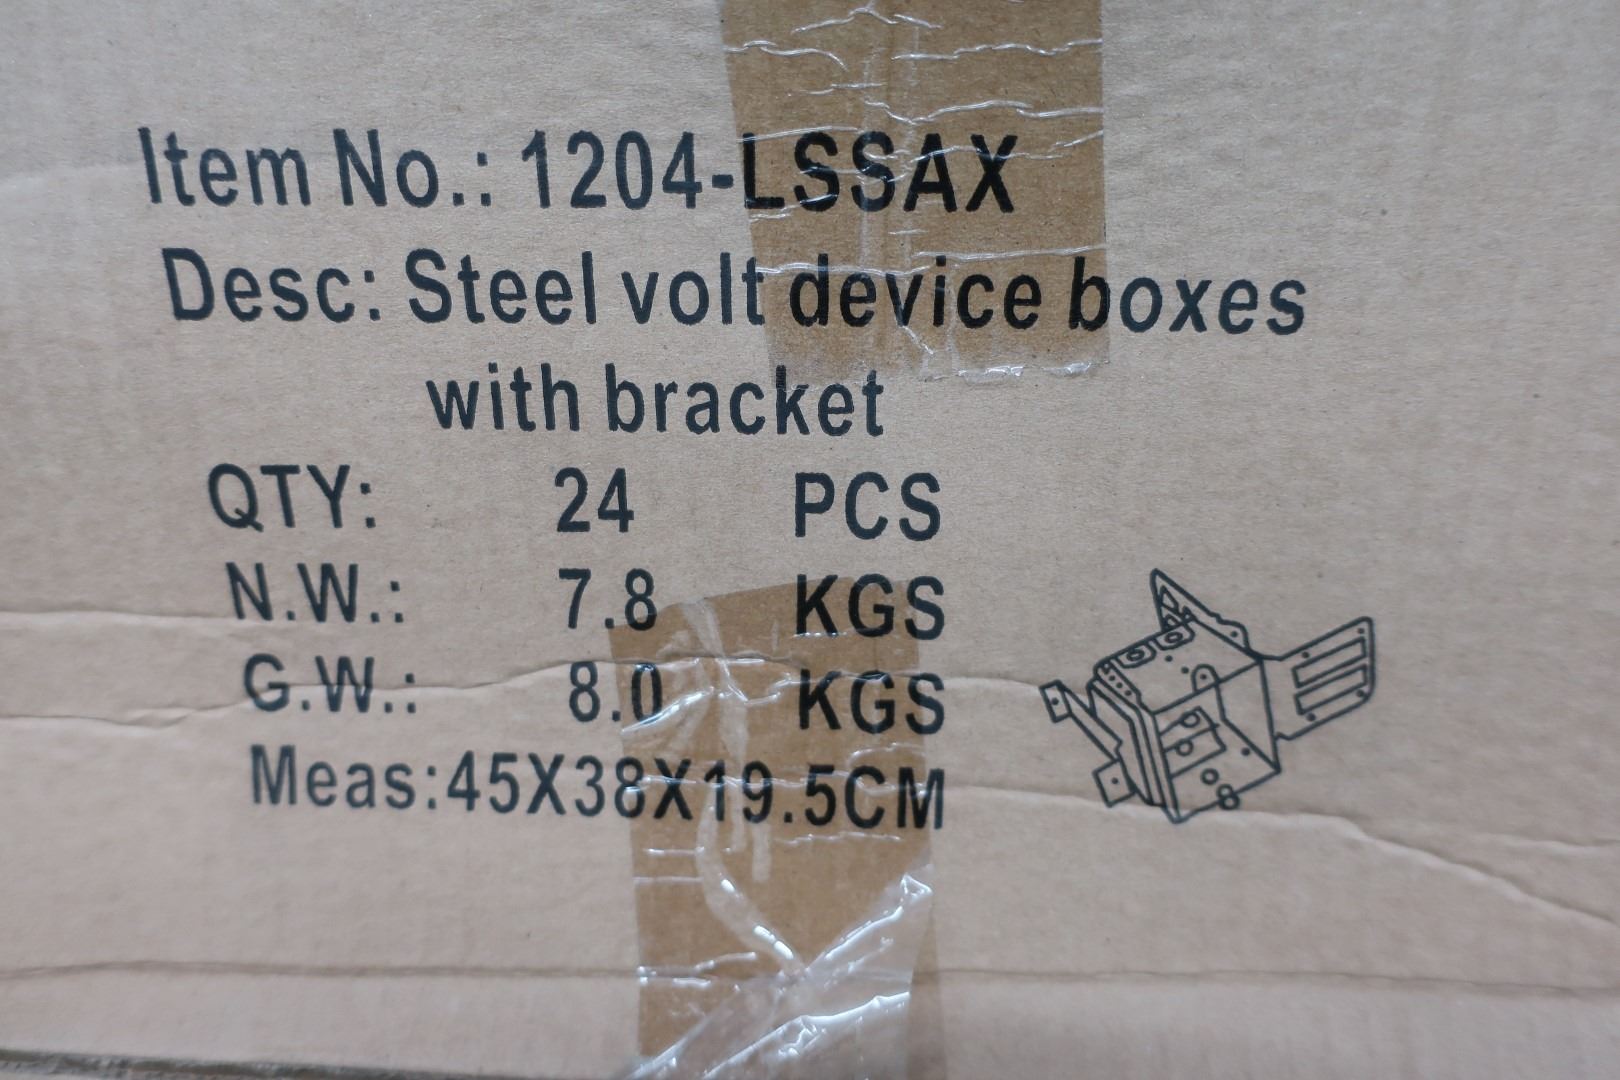 Item No.: 1204-LSSAX
Desc: Steel volt device boxes
with bracket
QTY: 24 PCS
N.W.: 7.8 KGS
G.W.: 8.0 KGS
Meas:45X38X19.5CM